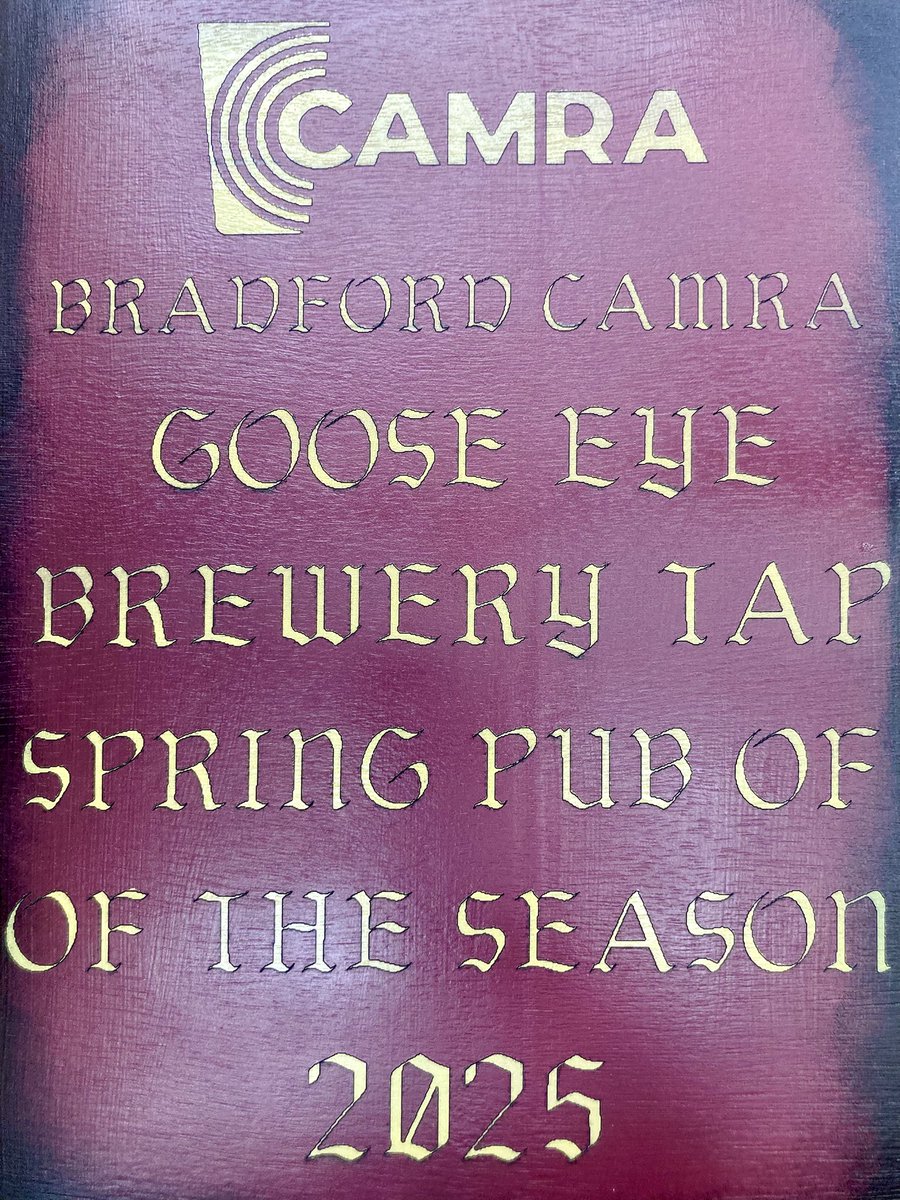 CAMRA
BRADFORD CAMRA
GOOSE EYE
BREWERY TAP
SPRING PUB OF
OF THE SEASON
2025